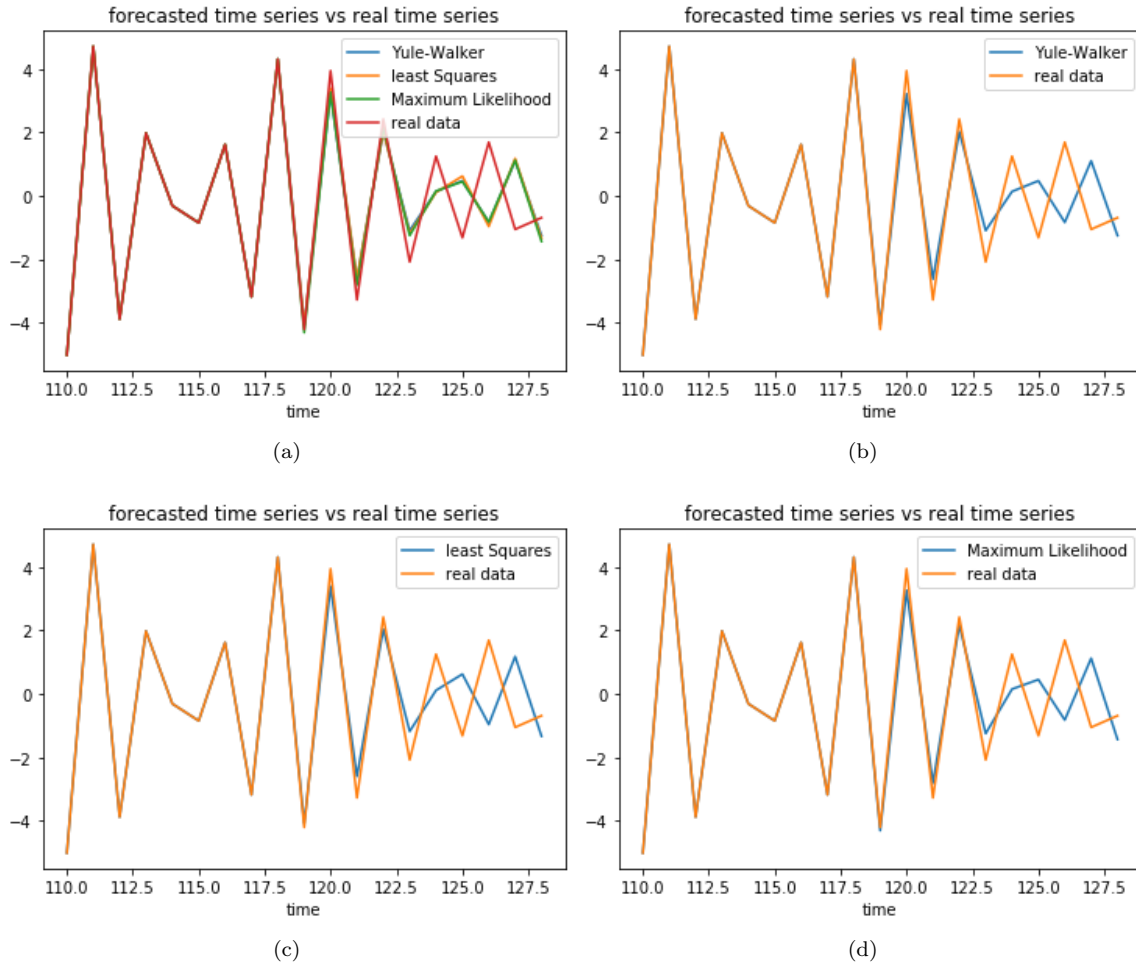 forecasted time series vs real time series
Yule-Walker
least Squares
Maximum Likelihood
real data
4
2
0
−2
−4
110.0 112.5 115.0 117.5 120.0 122.5 125.0 127.5
time
(a)
forecasted time series vs real time series
Yule-Walker
real data
4
2
0
−2
−4
110.0 112.5 115.0 117.5 120.0 122.5 125.0 127.5
time
(b)
forecasted time series vs real time series
least Squares
real data
4
2
0
−2
−4
110.0 112.5 115.0 117.5 120.0 122.5 125.0 127.5
time
(c)
forecasted time series vs real time series
Maximum Likelihood
real data
4
2
0
−2
−4
110.0 112.5 115.0 117.5 120.0 122.5 125.0 127.5
time
(d)